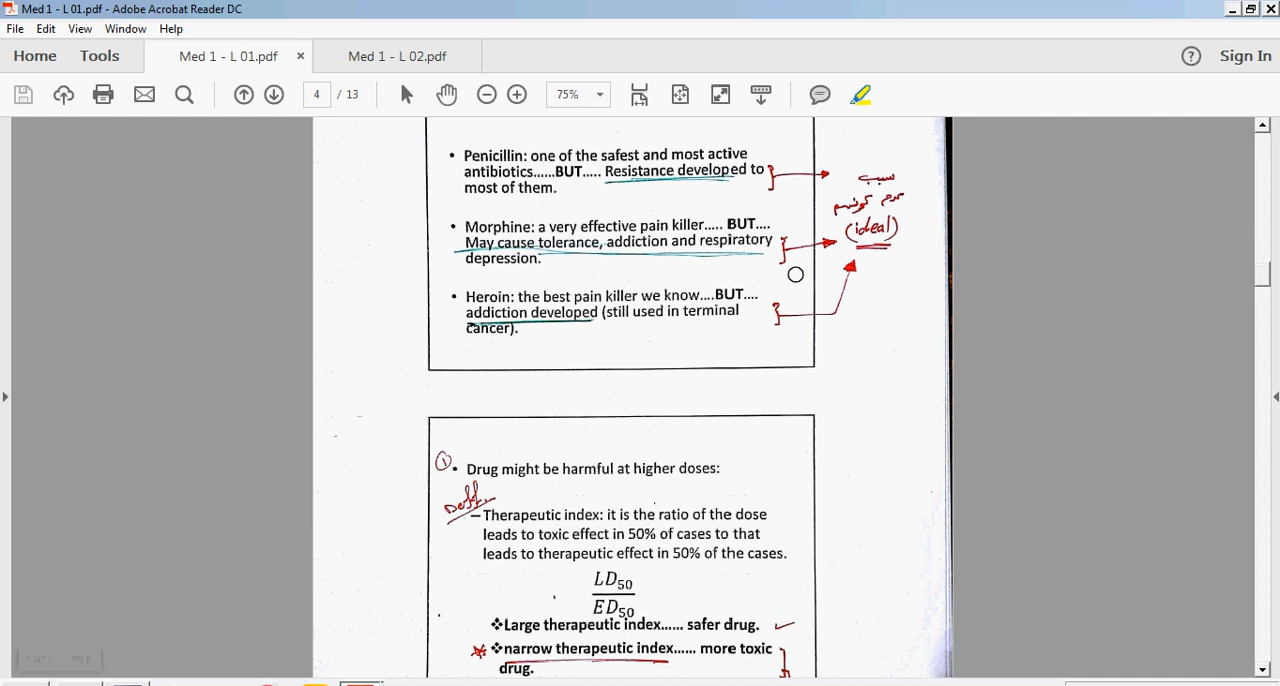 Med 1 - L 01.pdf - Adobe Acrobat Reader DC
File Edit View Window Help
Home Tools Med 1 - L 01.pdf × Med 1 - L 02.pdf ? Sign In
4 / 13 75%
• Penicillin: one of the safest and most active
antibiotics......BUT..... Resistance developed to
most of them.
سبب
عدم كونهم
(ideal)
• Morphine: a very effective pain killer..... BUT....
May cause tolerance, addiction and respiratory
depression.
• Heroin: the best pain killer we know....BUT....
addiction developed (still used in terminal
cancer).
① • Drug might be harmful at higher doses:
Deff.
– Therapeutic index: it is the ratio of the dose
leads to toxic effect in 50% of cases to that
leads to therapeutic effect in 50% of the cases.
LD50
ED50
❖Large therapeutic index...... safer drug.
❖narrow therapeutic index...... more toxic
drug.